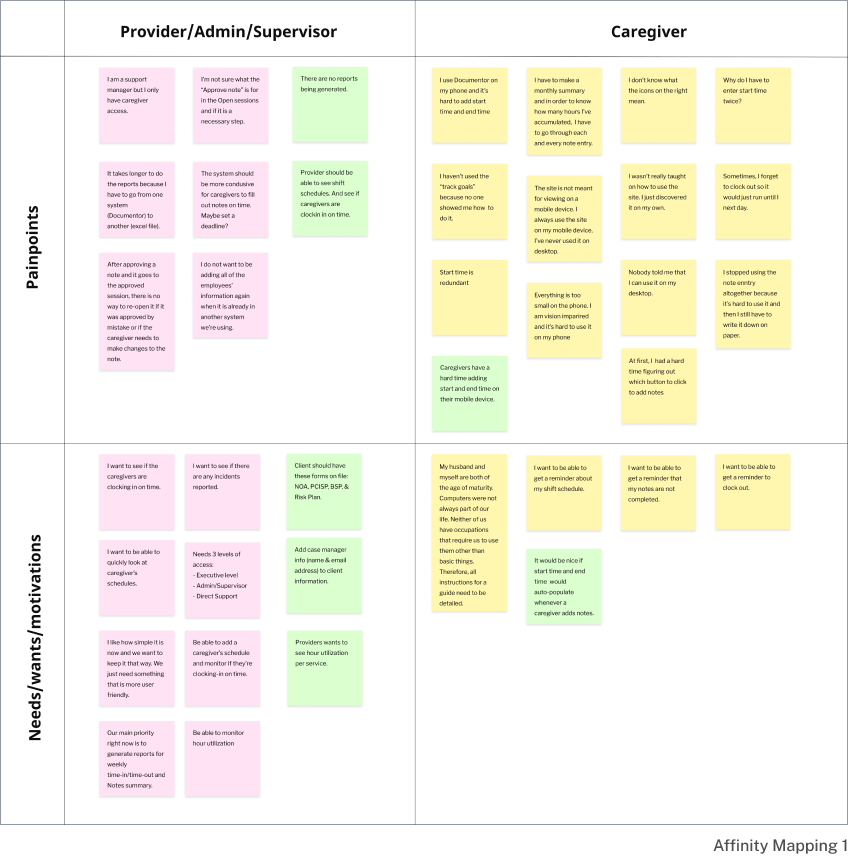 Provider/Admin/Supervisor
Caregiver
Painpoints
I am a support
manager but I only
have caregiver
access.
I'm not sure what the
"Approve note" is for
in the Open sessions
and if it is a
necessary step.
There are no reports
being generated.
It takes longer to do
the reports because I
have to go from one
system
(Documentor) to
another (excel file).
The system should
be more condusive
for caregivers to fill
out notes on time.
Maybe set a
deadline?
Provider should be
able to see shift
schedules. And see if
caregivers are
clockin in on time.
After approving a
note and it goes to
the approved
session, there is no
way to re-open it if it
was approved by
mistake or if the
caregiver needs to
make changes to the
note.
I do not want to be
adding all of the
employees'
information again
when it is already in
another system
we're using.
I use Documentor on
my phone and it's
hard to add start
time and end time
I have to make a
monthly summary
and in order to know
how many hours I've
accumulated, I have
to go through each
and every note entry.
I don't know what
the icons on the right
mean.
Why do I have to
enter start time
twice?
I haven't used the
"track goals"
because no one
showed me how to
do it.
The site is not meant
for viewing on a
mobile device. I
always use the site
on my mobile device.
I've never used it on
desktop.
I wasn't really taught
on how to use the
site. I just discovered
it on my own.
Sometimes, I forget
to clock out so it
would just run until I
next day.
Start time is
redundant
Everything is too
small on the phone. I
am vision imparired
and it's hard to use it
on my phone
Nobody told me that
I can use it on my
desktop.
I stopped using the
note enntry
altogether because
it's hard to use it and
then I still have to
write it down on
paper.
Caregivers have a
hard time adding
start and end time on
their mobile device.
At first, I had a hard
time figuring out
which button to click
to add notes
Needs/wants/motivations
I want to see if the
caregivers are
clocking in on time.
I want to see if there
are any incidents
reported.
Client should have
these forms on file:
NOA, PCISP, BSP, &
Risk Plan.
I want to be able to
quickly look at
caregiver's
schedules.
Needs 3 levels of
access:
- Executive level
- Admin/Supervisor
- Direct Support
Add case manager
info (name & email
address) to client
information.
I like how simple it is
now and we want to
keep it that way. We
just need something
that is more user
friendly.
Be able to add a
caregiver's schedule
and monitor if they're
clocking-in on time.
Providers wants to
see hour utilization
per service.
Our main priority
right now is to
generate reports for
weekly
time-in/time-out and
Notes summary.
Be able to monitor
hour utilization
My husband and
myself are both of
the age of maturity.
Computers were not
always part of our
life. Neither of us
have occupations
that require us to use
them other than
basic things.
Therefore, all
instructions for a
guide need to be
detailed.
I want to be able to
get a reminder about
my shift schedule.
I want to be able to
get a reminder that
my notes are not
completed.
I want to be able to
get a reminder to
clock out.
It would be nice if
start time and end
time would
auto-populate
whenever a
caregiver adds notes.
Affinity Mapping 1